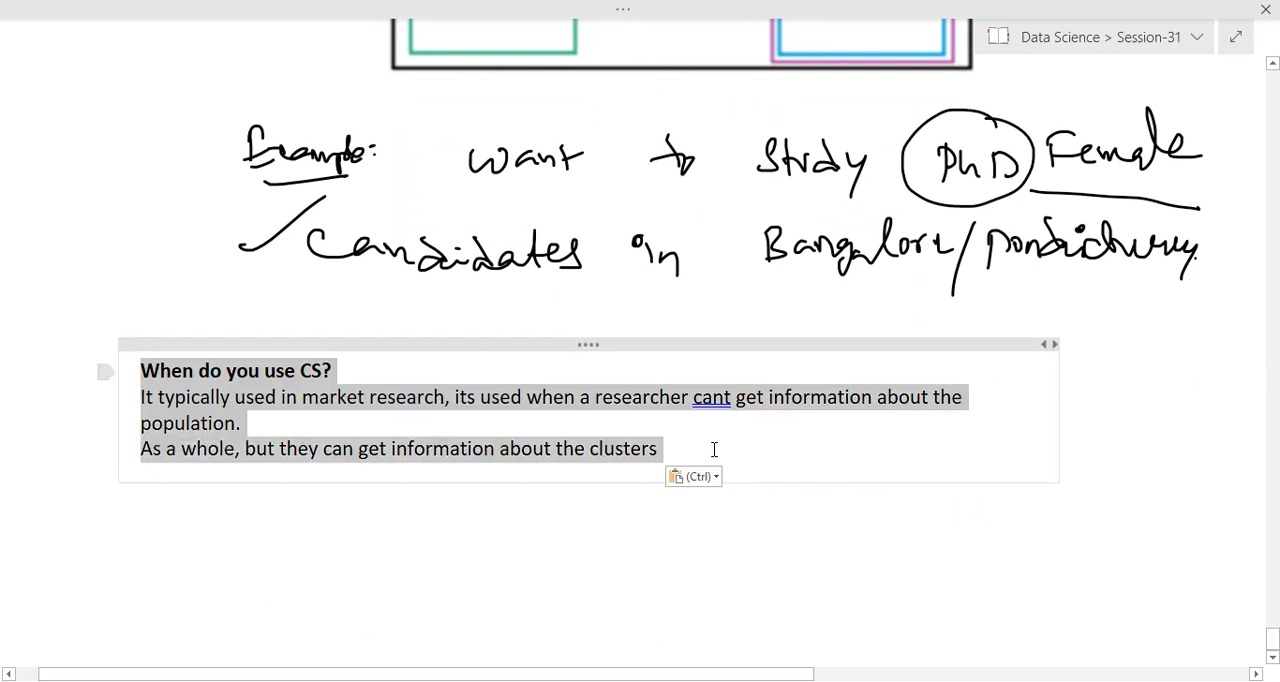 Data Science > Session-31
Example: want to Study PhD Female
Candidates in Bangalore/pondicherry.
When do you use CS?
It typically used in market research, its used when a researcher cant get information about the
population.
As a whole, but they can get information about the clusters
(Ctrl)